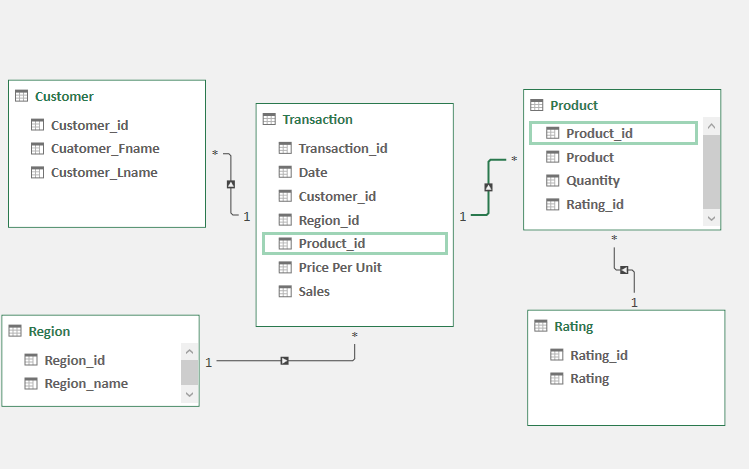 Customer
Customer_id
Cuatomer_Fname
Customer_Lname
*
1
Transaction
Transaction_id
Date
Customer_id
Region_id
Product_id
Price Per Unit
Sales
1
*
Product
Product_id
Product
Quantity
Rating_id
*
1
Region
Region_id
Region_name
1
*
Rating
Rating_id
Rating